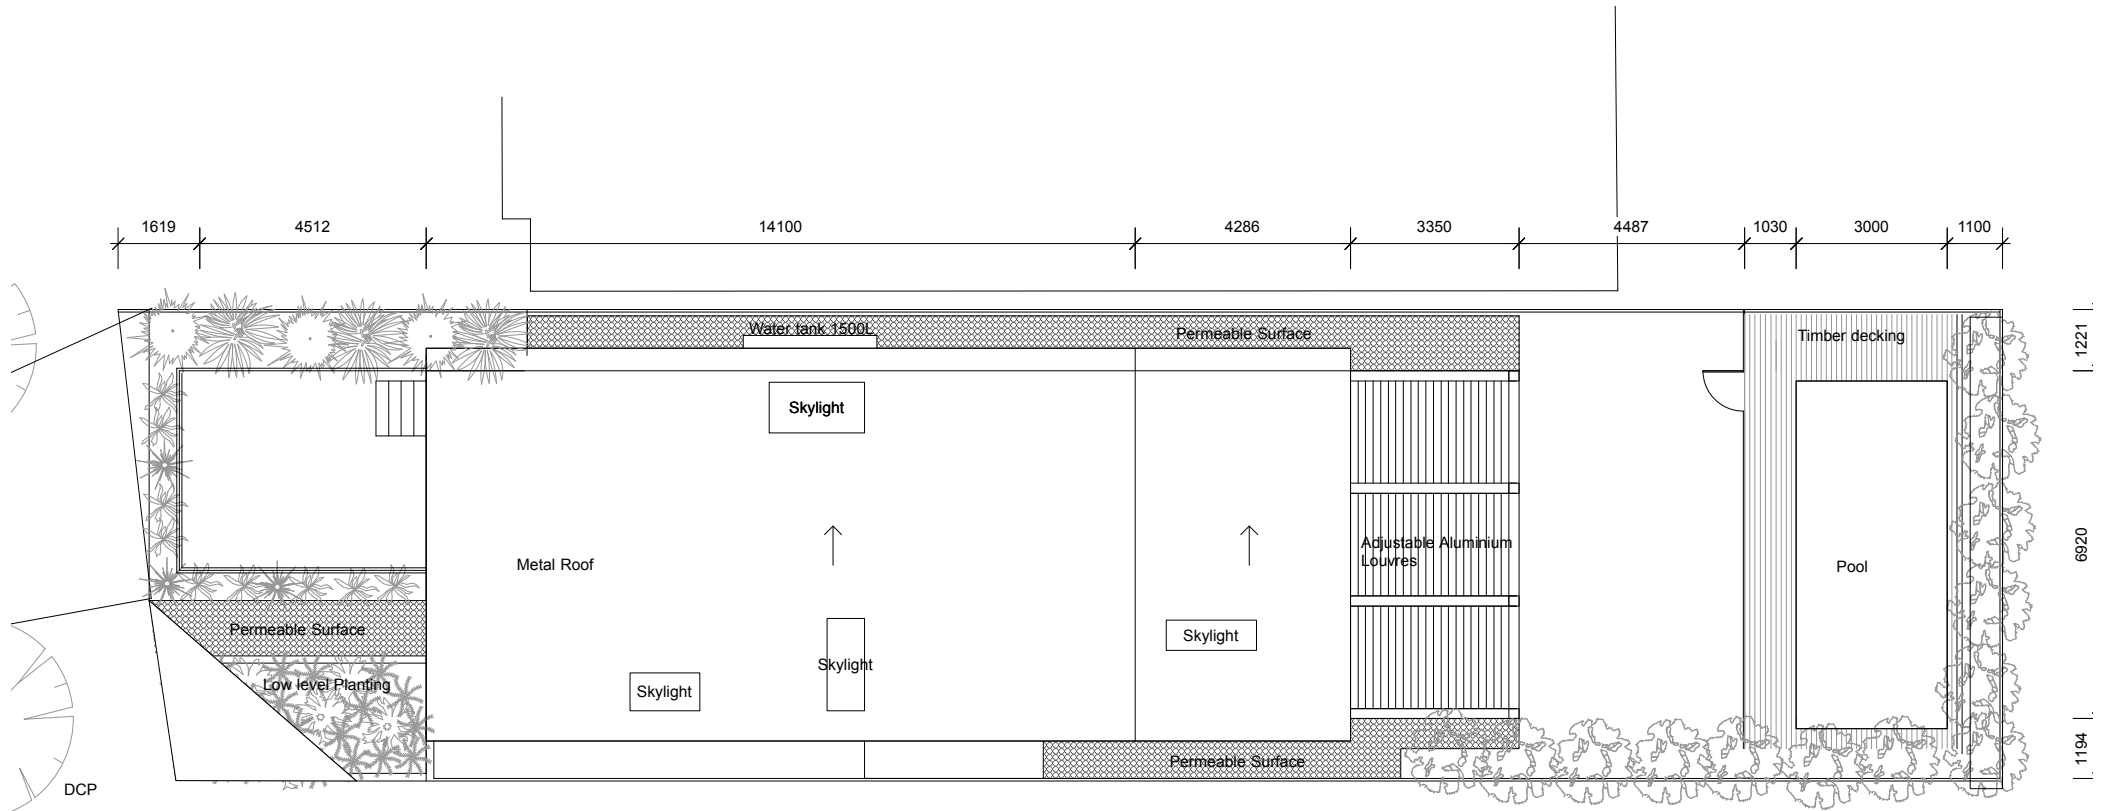 1619
4512
14100
4286
3350
4487
1030
3000
1100
Water tank 1500L
Permeable Surface
Timber decking
1221
Skylight
Adjustable Aluminium
Louvres
Metal Roof
Pool
6920
Permeable Surface
Skylight
Skylight
Low level Planting
Skylight
Permeable Surface
1194
DCP